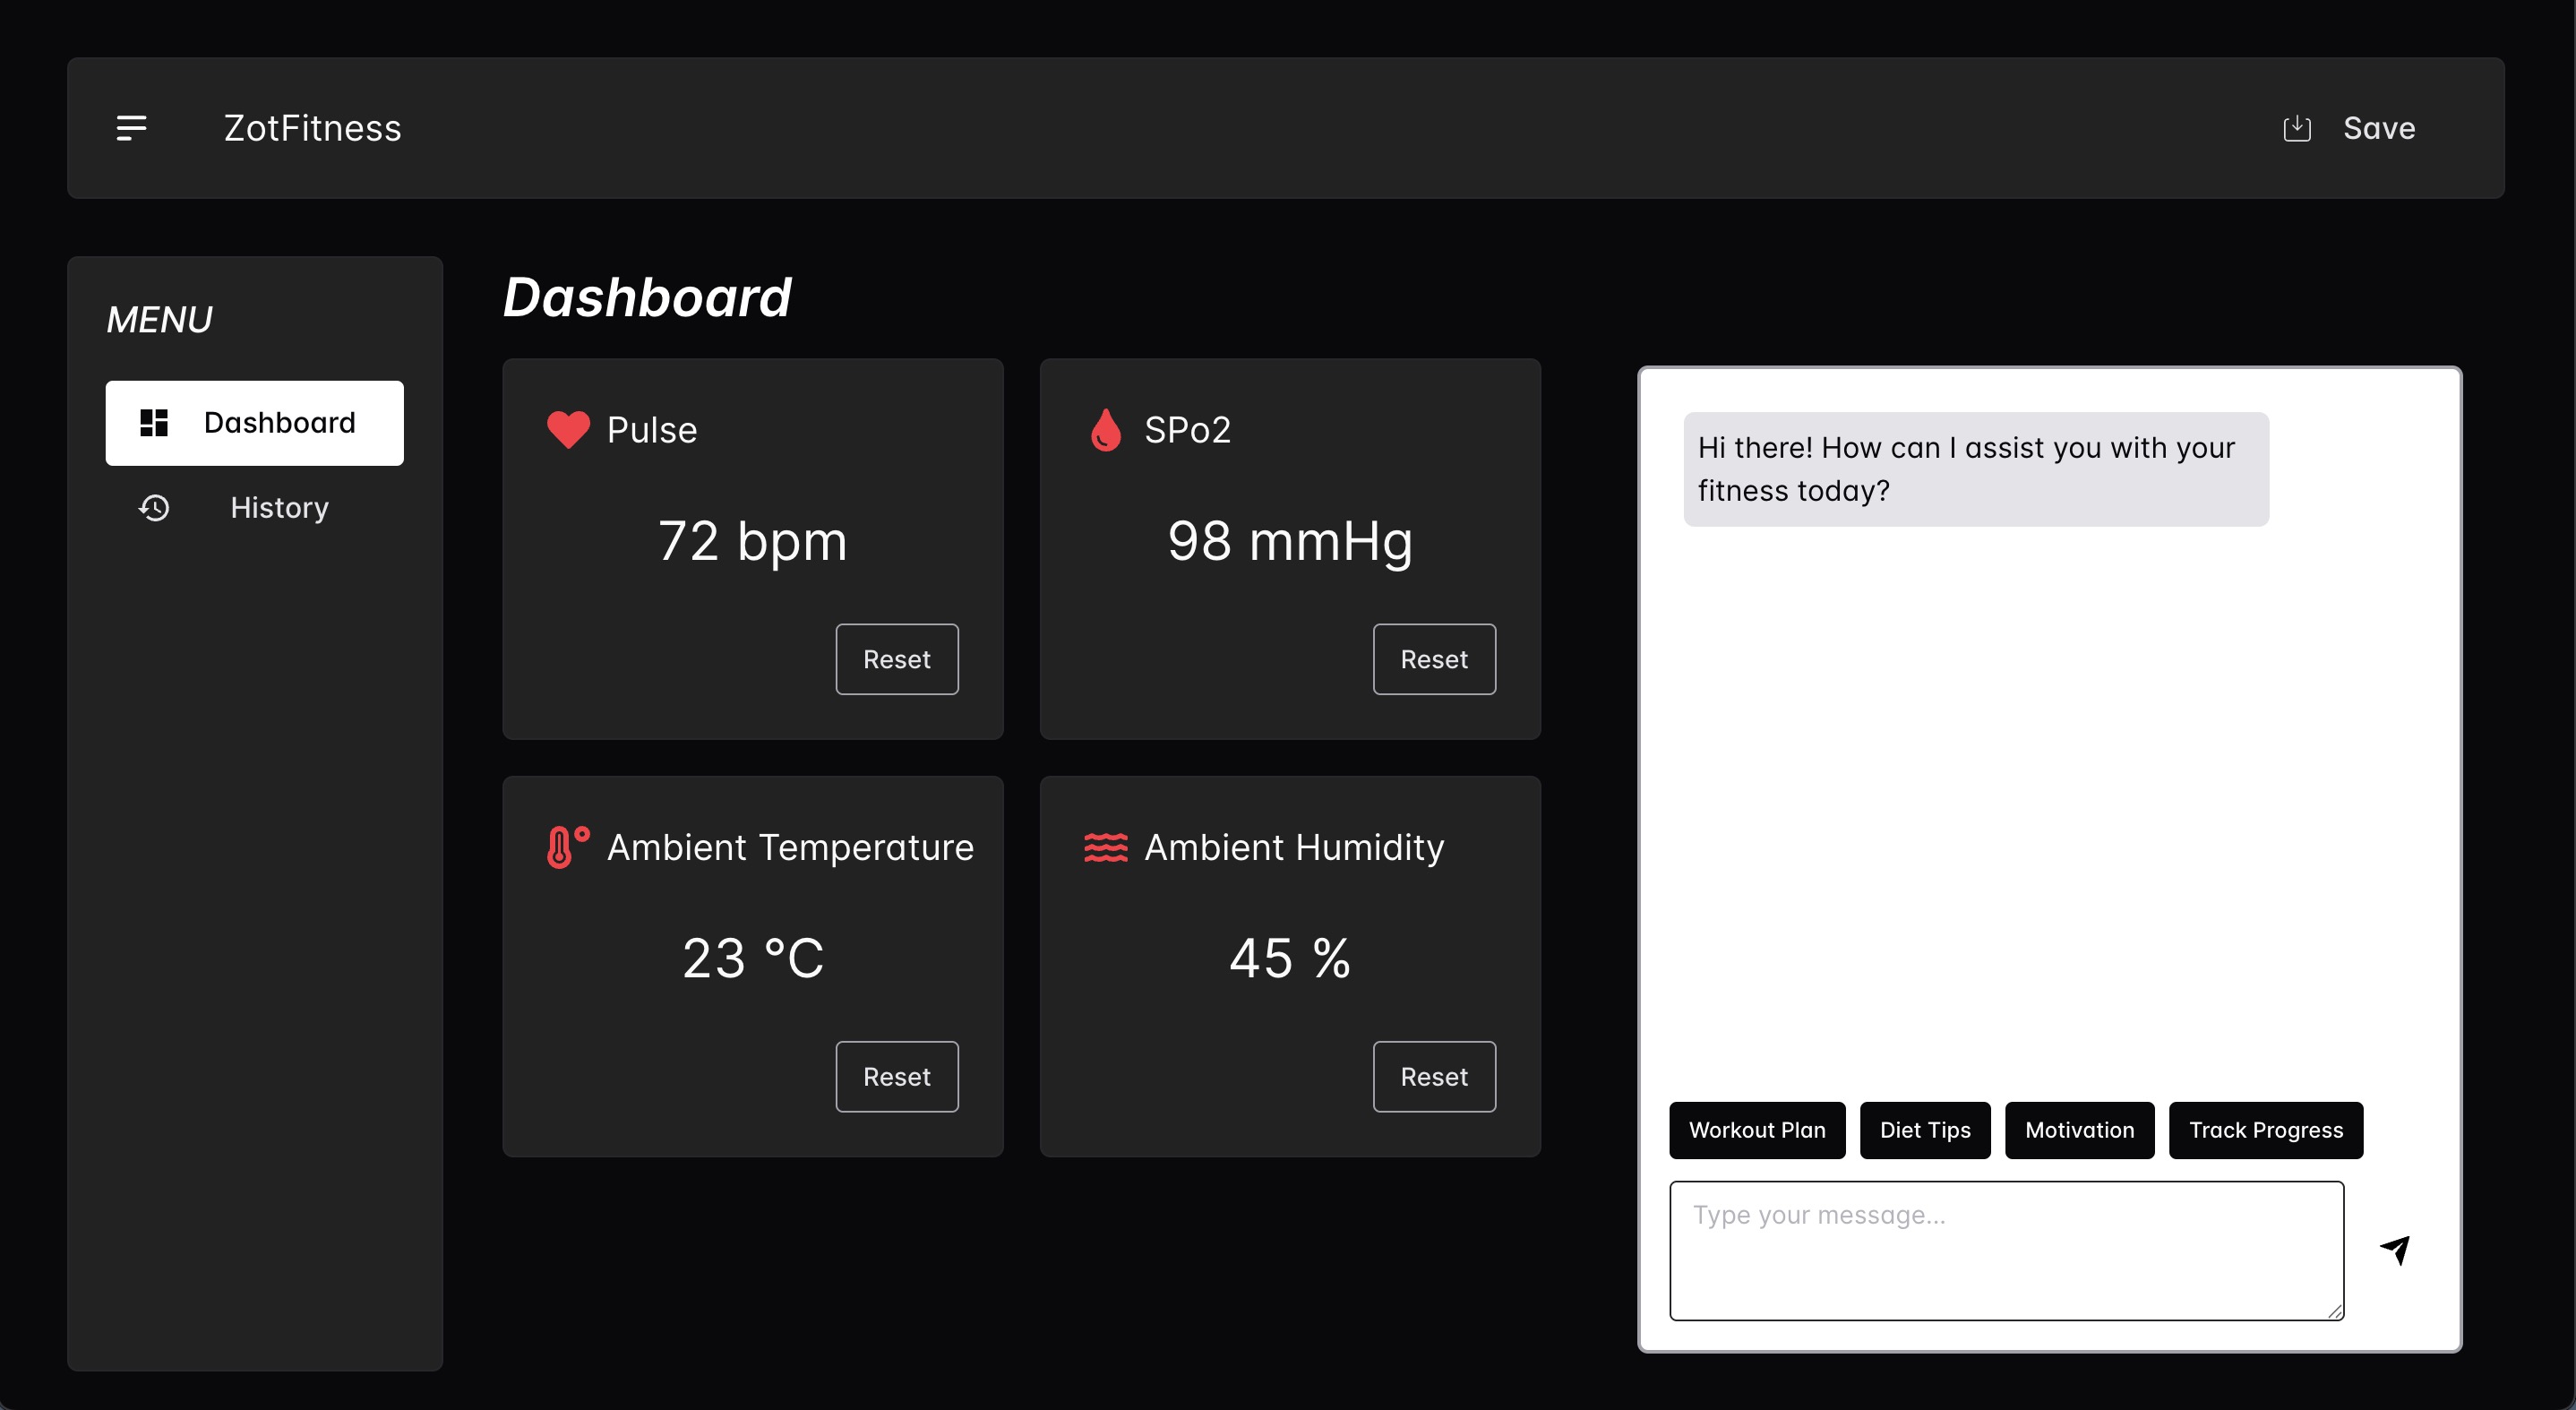 ZotFitness
Save
MENU
Dashboard
History
Dashboard
Pulse
72 bpm
Reset
SPo2
98 mmHg
Reset
Ambient Temperature
23 °C
Reset
Ambient Humidity
45 %
Reset
Hi there! How can I assist you with your
fitness today?
Workout Plan
Diet Tips
Motivation
Track Progress
Type your message...